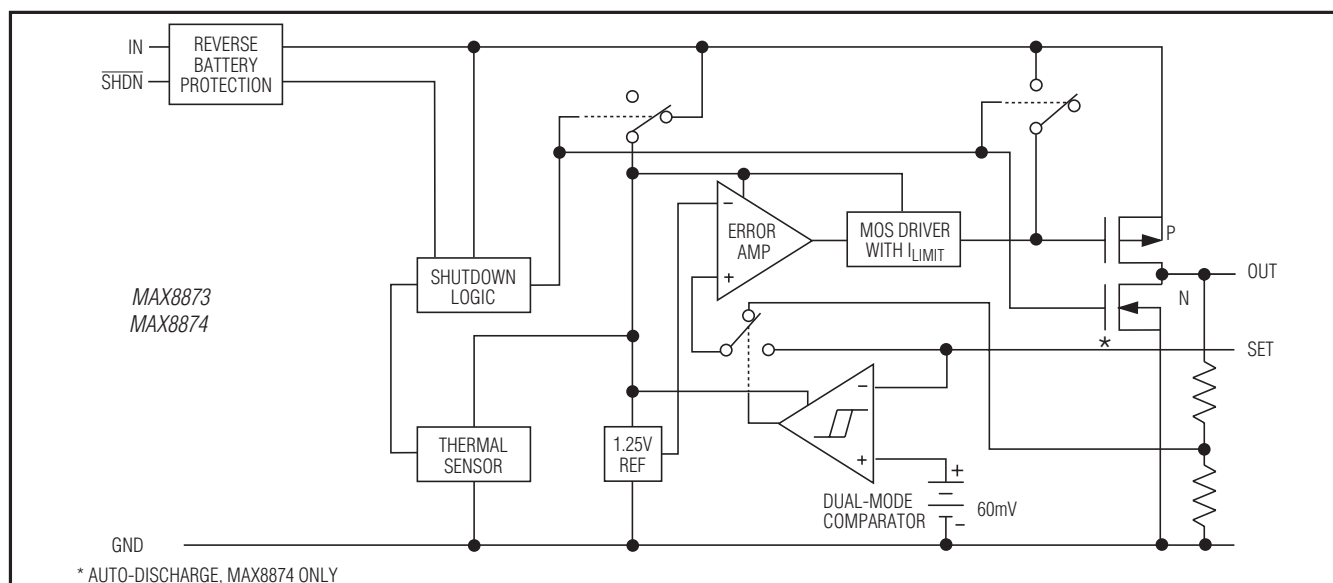 IN
REVERSE
BATTERY
PROTECTION
SHDN
ERROR
AMP
−
+
MOS DRIVER
WITH ILIMIT
P
OUT
N
*
SET
SHUTDOWN
LOGIC
MAX8873
MAX8874
THERMAL
SENSOR
1.25V
REF
−
+
DUAL-MODE
COMPARATOR
+
−
60mV
GND
* AUTO-DISCHARGE, MAX8874 ONLY